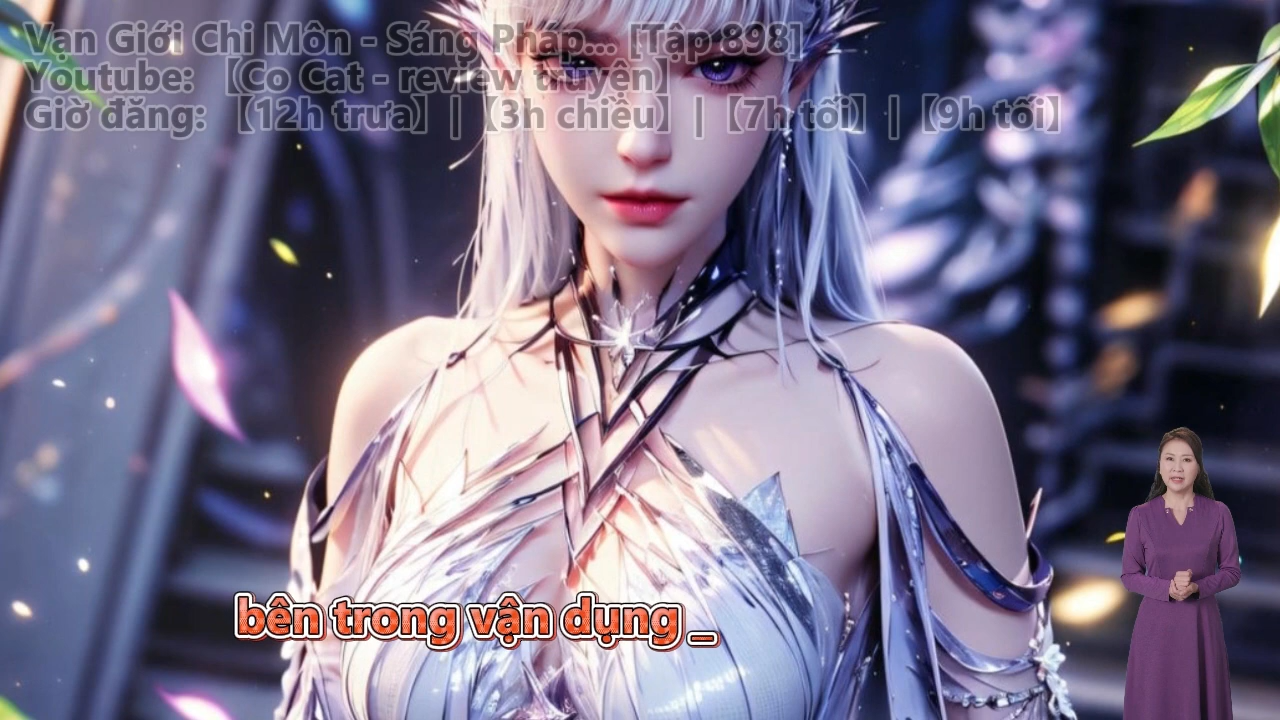 Vạn Giới Chi Môn - Sáng Pháp... [Tập 898]
Youtube: 【Cò Cat - review truyện】
Giờ đăng: 【12h trưa】 | 【3h chiều】 | 【7h tối】 | 【9h tối】
bên trong vận dụng _